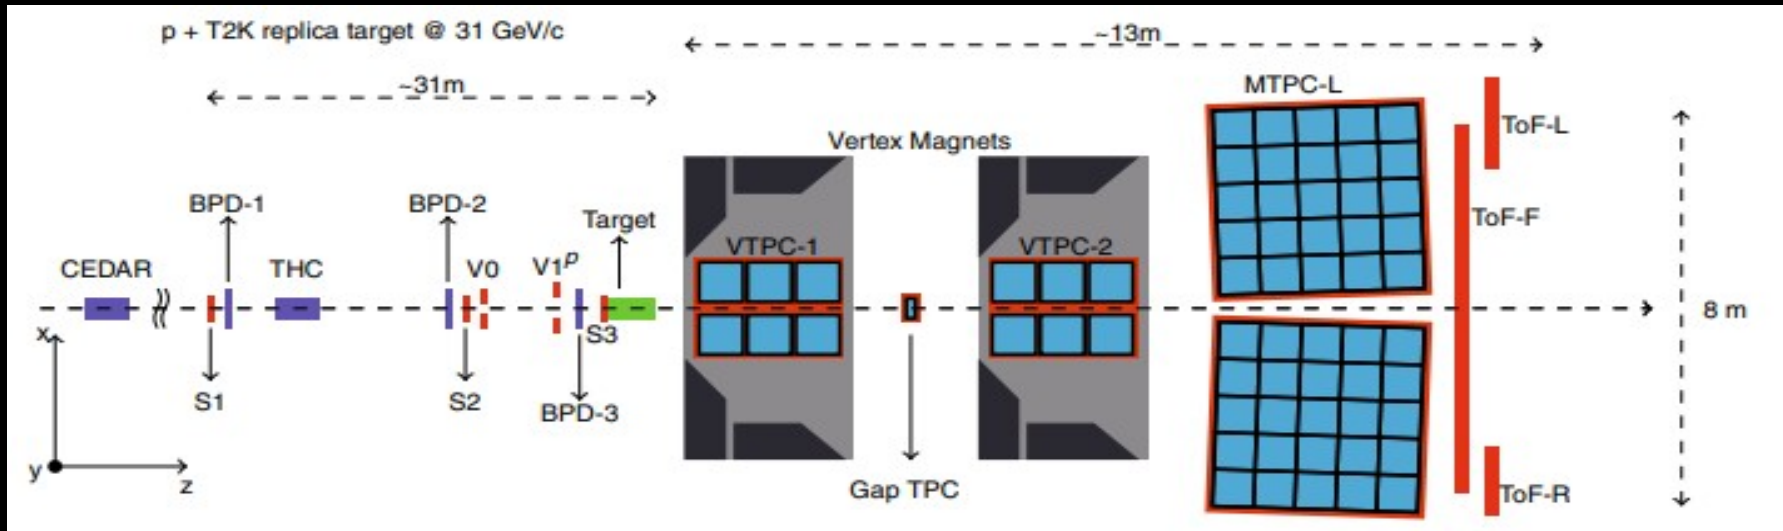 p + T2K replica target @ 31 GeV/c
~13m
~31m
MTPC-L
ToF-L
Vertex Magnets
BPD-1
BPD-2
Target
ToF-F
VTPC-1
VTPC-2
CEDAR
THC
V0
V1p
8 m
x
S3
S1
S2
BPD-3
y
z
Gap TPC
ToF-R